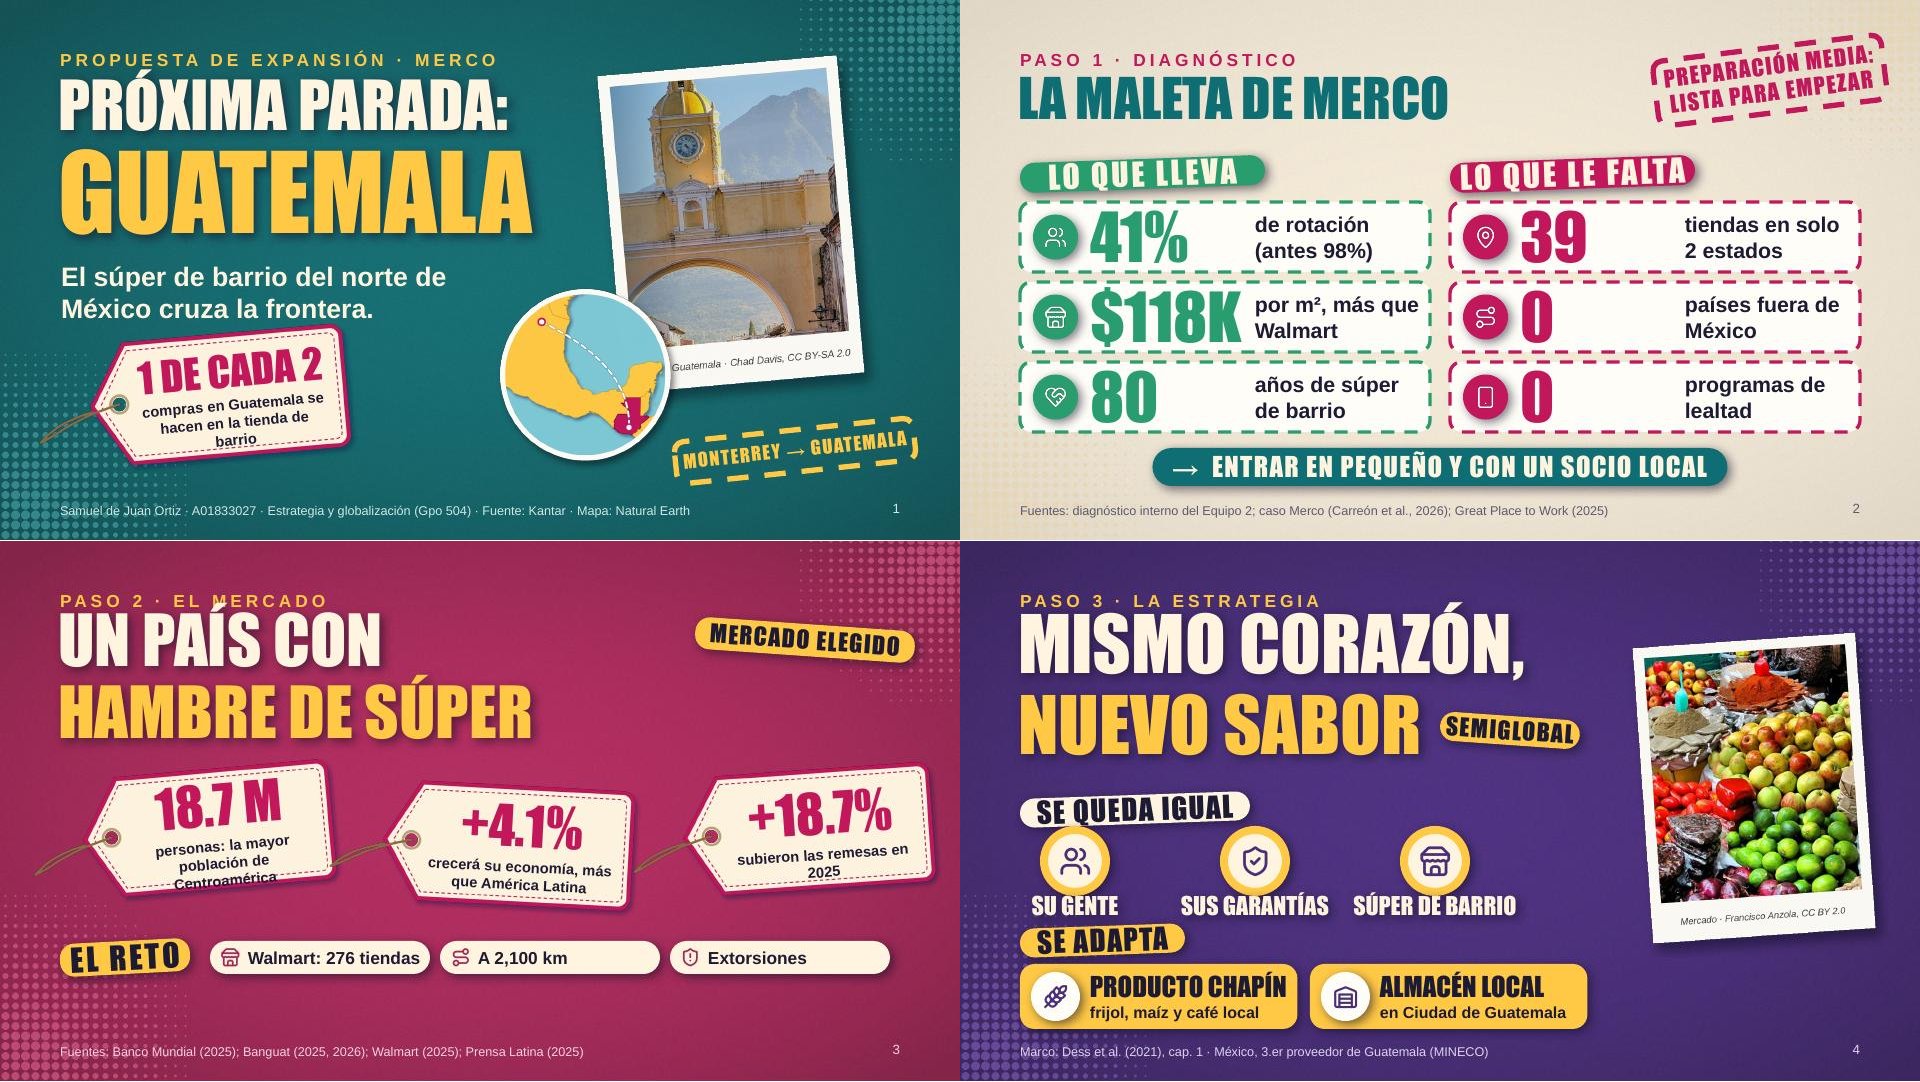 PROPUESTA DE EXPANSIÓN · MERCO
PRÓXIMA PARADA:
GUATEMALA
El súper de barrio del norte de
México cruza la frontera.
1 DE CADA 2
compras en Guatemala se
hacen en la tienda de
barrio
Guatemala · Chad Davis, CC BY-SA 2.0
MONTERREY → GUATEMALA
Samuel de Juan Ortiz · A01833027 · Estrategia y globalización (Gpo 504) · Fuente: Kantar · Mapa: Natural Earth
1
PASO 1 · DIAGNÓSTICO
LA MALETA DE MERCO
PREPARACIÓN MEDIA:
LISTA PARA EMPEZAR
LO QUE LLEVA
41%
de rotación
(antes 98%)
$118K
por m², más que
Walmart
80
años de súper
de barrio
LO QUE LE FALTA
39
tiendas en solo
2 estados
0
países fuera de
México
0
programas de
lealtad
→ ENTRAR EN PEQUEÑO Y CON UN SOCIO LOCAL
Fuentes: diagnóstico interno del Equipo 2; caso Merco (Carreón et al., 2026); Great Place to Work (2025)
2
PASO 2 · EL MERCADO
UN PAÍS CON
HAMBRE DE SÚPER
MERCADO ELEGIDO
18.7 M
personas: la mayor
población de
Centroamérica
+4.1%
crecerá su economía, más
que América Latina
+18.7%
subieron las remesas en
2025
EL RETO
Walmart: 276 tiendas
A 2,100 km
Extorsiones
Fuentes: Banco Mundial (2025); Banguat (2025, 2026); Walmart (2025); Prensa Latina (2025)
3
PASO 3 · LA ESTRATEGIA
MISMO CORAZÓN,
NUEVO SABOR
SEMIGLOBAL
SE QUEDA IGUAL
SU GENTE
SUS GARANTÍAS
SÚPER DE BARRIO
SE ADAPTA
PRODUCTO CHAPÍN
frijol, maíz y café local
ALMACÉN LOCAL
en Ciudad de Guatemala
Mercado · Francisco Anzola, CC BY 2.0
Marco: Dess et al. (2021), cap. 1 · México, 3.er proveedor de Guatemala (MINECO)
4